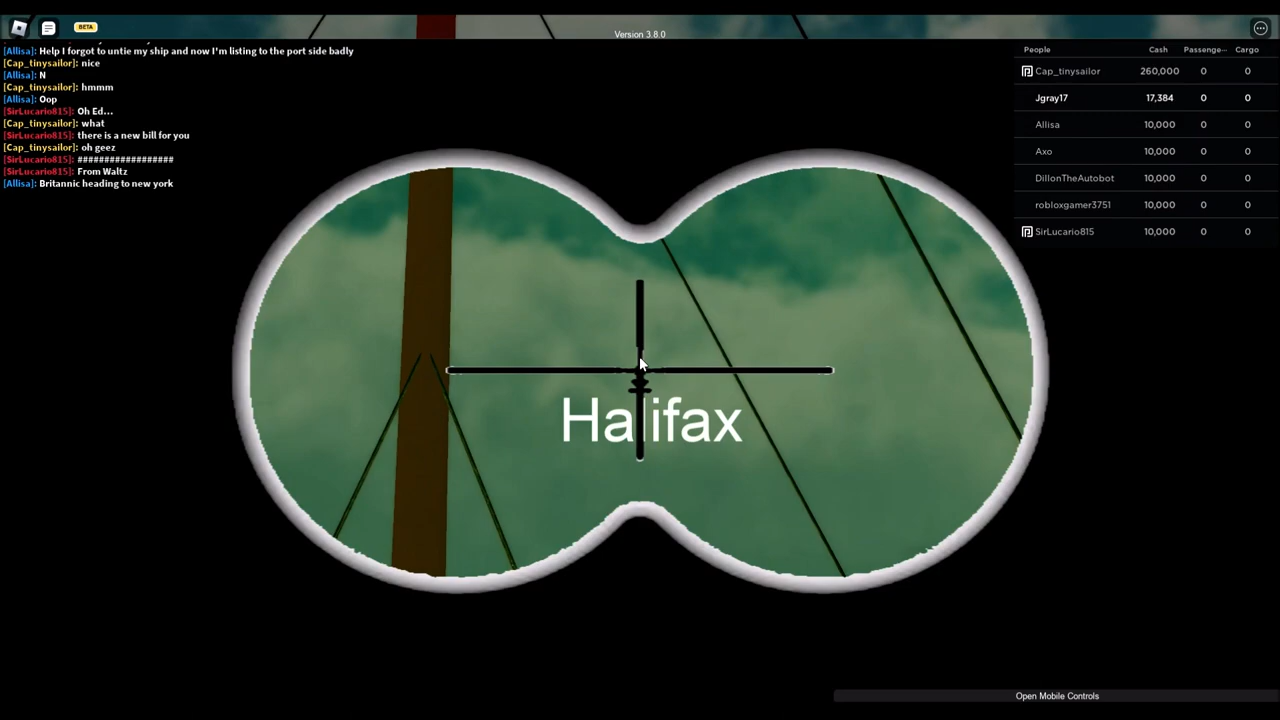 BETA
Version 3.8.0
[Allisa]: Help I forgot to untie my ship and now I'm listing to the port side badly
[Cap_tinysailor]: nice
[Allisa]: N
[Cap_tinysailor]: hmmm
[Allisa]: Oop
[SirLucario815]: Oh Ed...
[Cap_tinysailor]: what
[SirLucario815]: there is a new bill for you
[Cap_tinysailor]: oh geez
[SirLucario815]: ##################
[SirLucario815]: From Waltz
[Allisa]: Britannic heading to new york
People Cash Passenge... Cargo
Cap_tinysailor 260,000 0 0
Jgray17 17,384 0 0
Allisa 10,000 0 0
Axo 10,000 0 0
DillonTheAutobot 10,000 0 0
robloxgamer3751 10,000 0 0
SirLucario815 10,000 0 0
Halifax
Open Mobile Controls